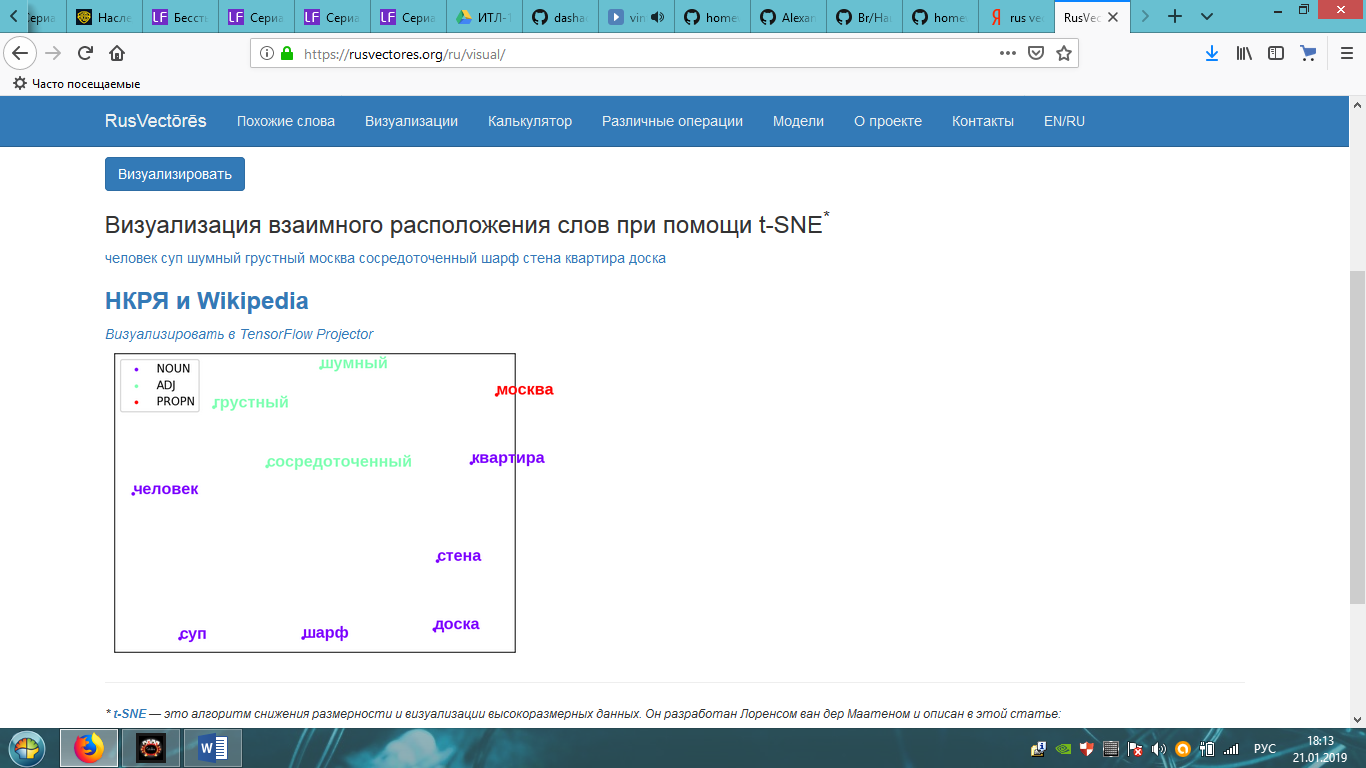 Сериа
Насле
Бесст
Сериа
Сериа
Сериа
ИТЛ-1
dasha
vin
home
Alexan
Br/Ha
home
rus ve
RusVec
https://rusvectores.org/ru/visual/
Часто посещаемые
RusVectōrēs Похожие слова Визуализации Калькулятор Различные операции Модели О проекте Контакты EN/RU
Визуализировать
Визуализация взаимного расположения слов при помощи t-SNE*
человек суп шумный грустный москва сосредоточенный шарф стена квартира доска
НКРЯ и Wikipedia
Визуализировать в TensorFlow Projector
NOUN
ADJ
PROPN
шумный
москва
грустный
квартира
сосредоточенный
человек
стена
доска
суп
шарф
* t-SNE — это алгоритм снижения размерности и визуализации высокоразмерных данных. Он разработан Лоренсом ван дер Маатеном и описан в этой статье:
РУС
18:13
21.01.2019